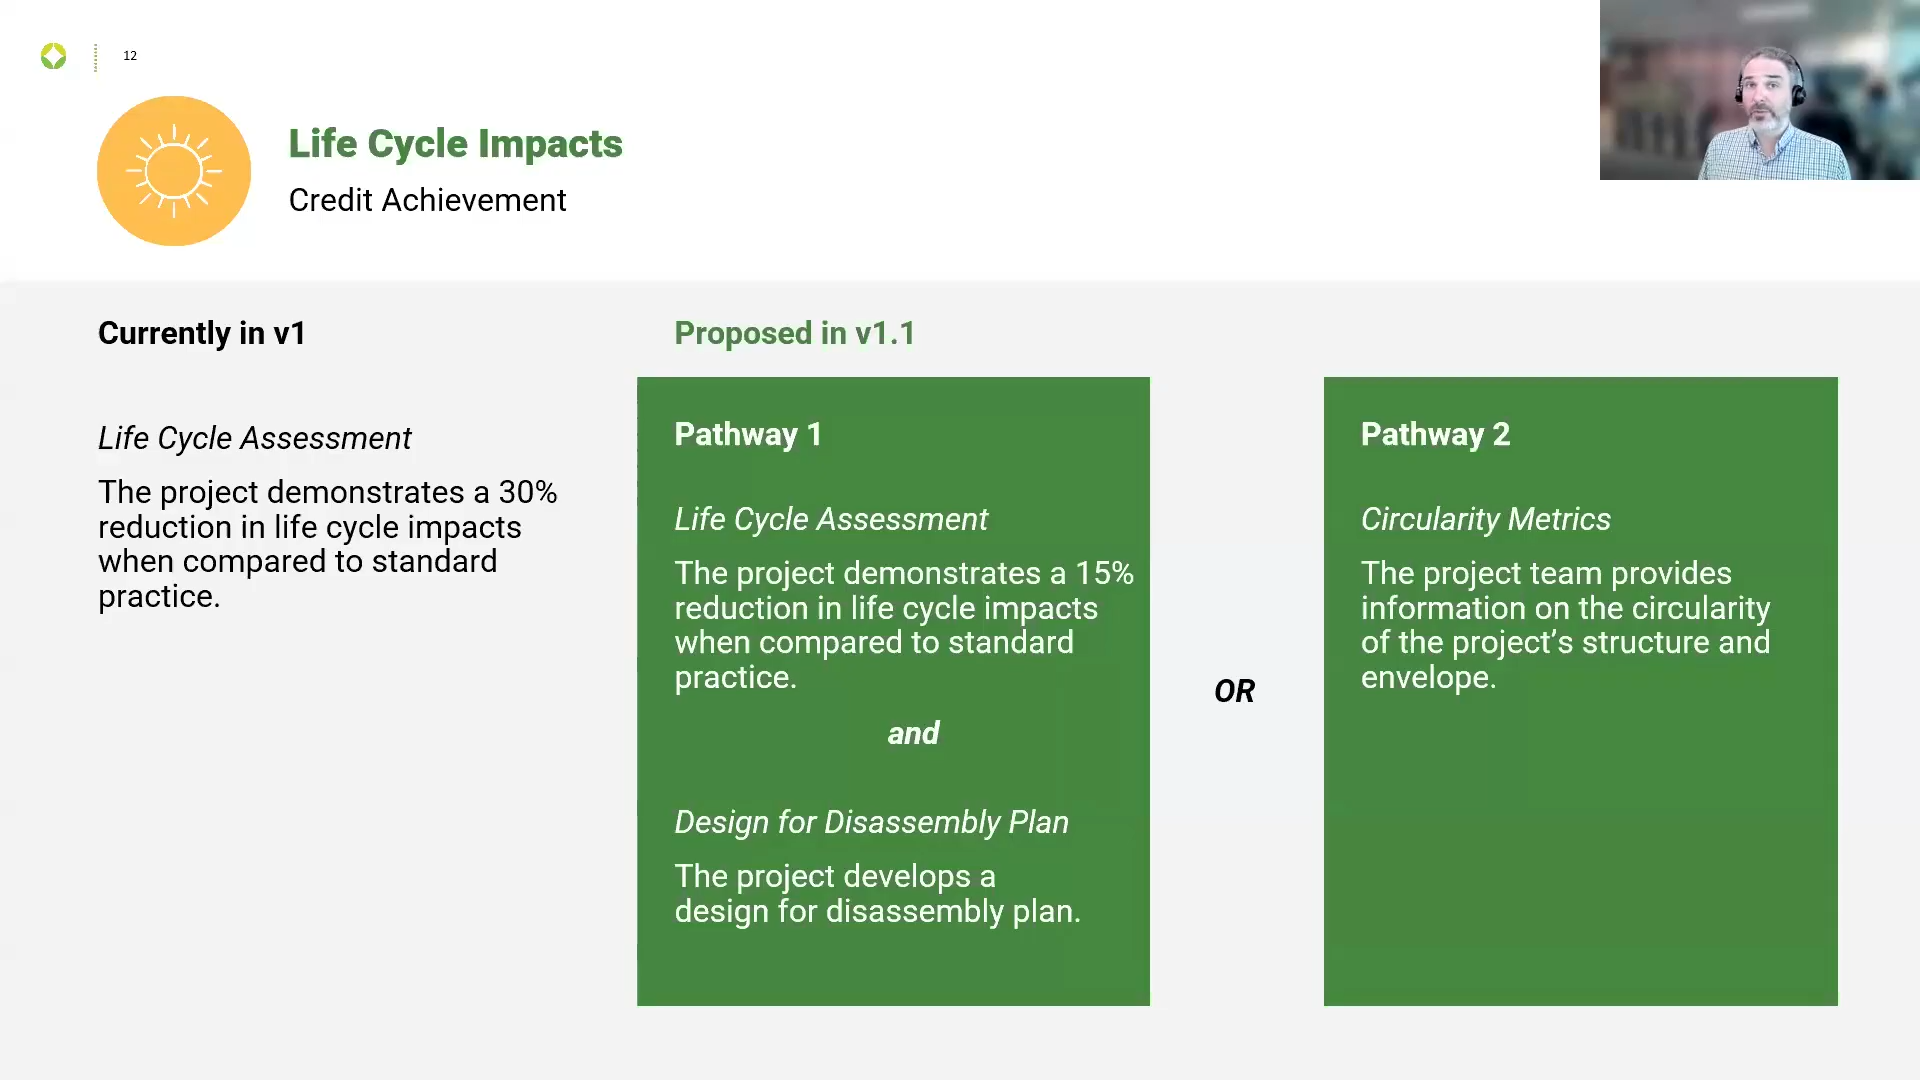 12
Life Cycle Impacts
Credit Achievement
Currently in v1
Life Cycle Assessment
The project demonstrates a 30%
reduction in life cycle impacts
when compared to standard
practice.
Proposed in v1.1
Pathway 1
Life Cycle Assessment
The project demonstrates a 15%
reduction in life cycle impacts
when compared to standard
practice.
and
Design for Disassembly Plan
The project develops a
design for disassembly plan.
OR
Pathway 2
Circularity Metrics
The project team provides
information on the circularity
of the project’s structure and
envelope.